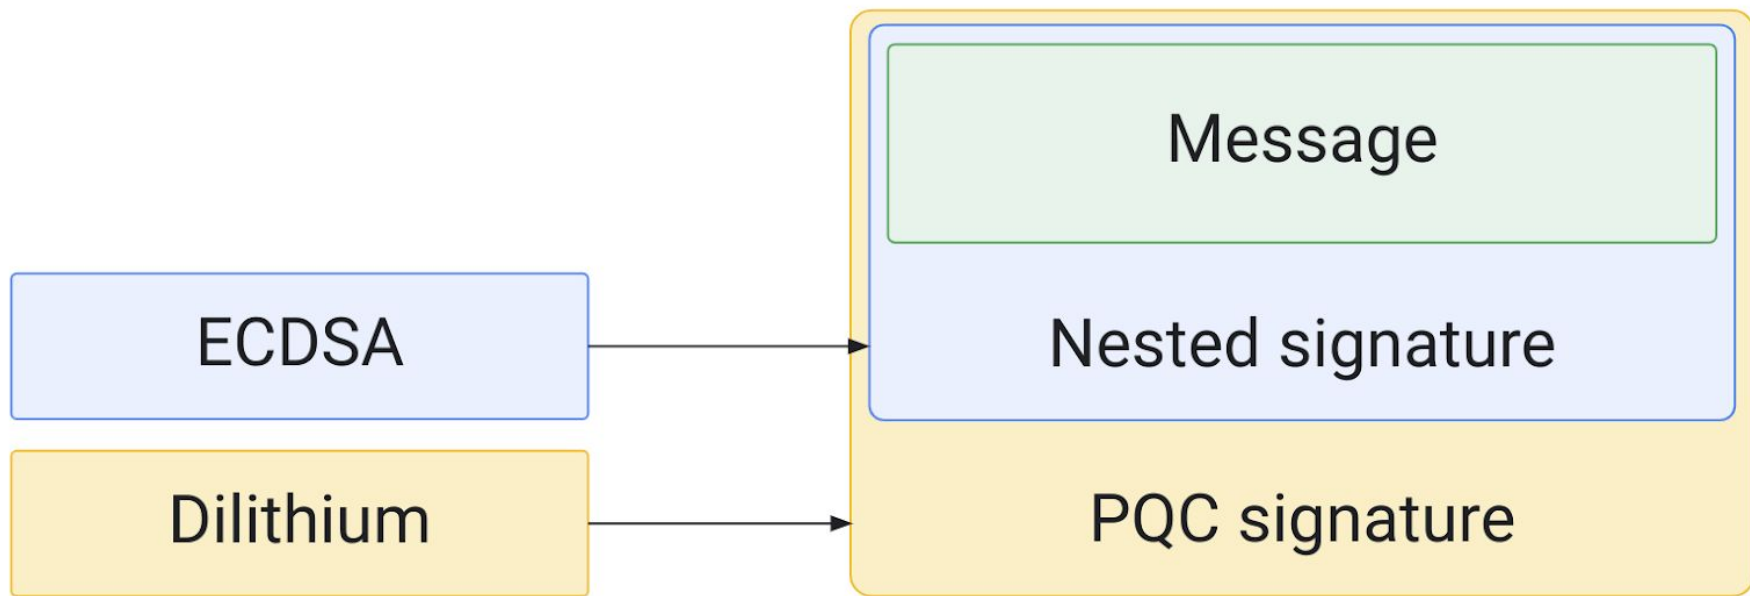 Message
ECDSA
Nested signature
Dilithium
PQC signature